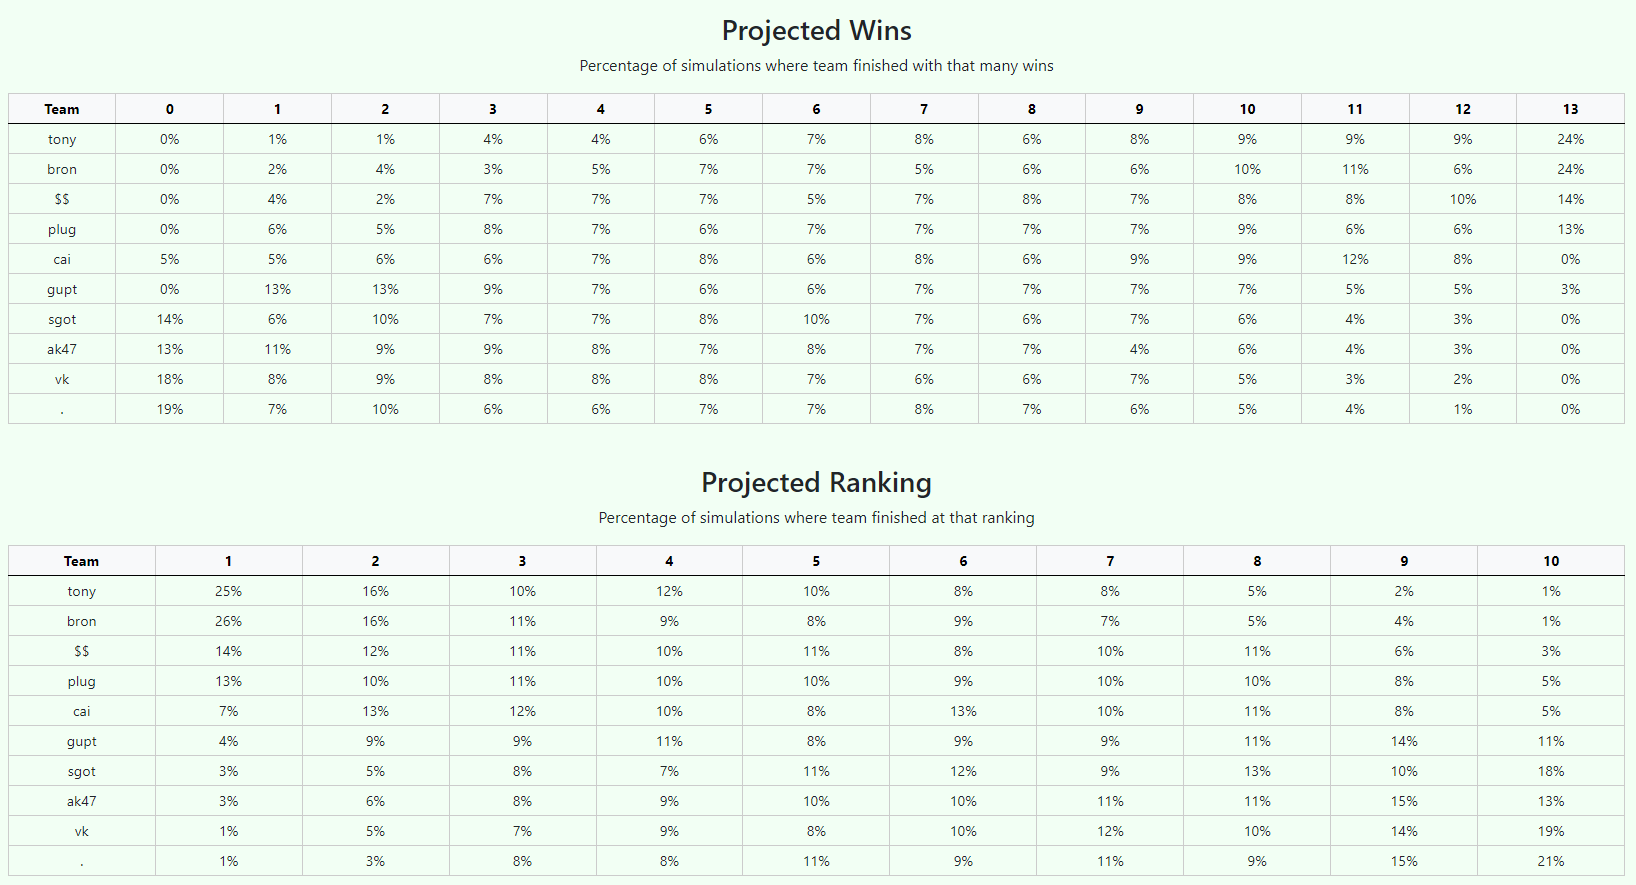 Projected Wins
Percentage of simulations where team finished with that many wins
Team 0 1 2 3 4 5 6 7 8 9 10 11 12 13
tony 0% 1% 1% 4% 4% 6% 7% 8% 6% 8% 9% 9% 9% 24%
bron 0% 2% 4% 3% 5% 7% 7% 5% 6% 6% 10% 11% 6% 24%
$$ 0% 4% 2% 7% 7% 7% 5% 7% 8% 7% 8% 8% 10% 14%
plug 0% 6% 5% 8% 7% 6% 7% 7% 7% 7% 9% 6% 6% 13%
cai 5% 5% 6% 6% 7% 8% 6% 8% 6% 9% 9% 12% 8% 0%
gupt 0% 13% 13% 9% 7% 6% 6% 7% 7% 7% 7% 5% 5% 3%
sgot 14% 6% 10% 7% 7% 8% 10% 7% 6% 7% 6% 4% 3% 0%
ak47 13% 11% 9% 9% 8% 7% 8% 7% 7% 4% 6% 4% 3% 0%
vk 18% 8% 9% 8% 8% 8% 7% 6% 6% 7% 5% 3% 2% 0%
. 19% 7% 10% 6% 6% 7% 7% 8% 7% 6% 5% 4% 1% 0%
Projected Ranking
Percentage of simulations where team finished at that ranking
Team 1 2 3 4 5 6 7 8 9 10
tony 25% 16% 10% 12% 10% 8% 8% 5% 2% 1%
bron 26% 16% 11% 9% 8% 9% 7% 5% 4% 1%
$$ 14% 12% 11% 10% 11% 8% 10% 11% 6% 3%
plug 13% 10% 11% 10% 10% 9% 10% 10% 8% 5%
cai 7% 13% 12% 10% 8% 13% 10% 11% 8% 5%
gupt 4% 9% 9% 11% 8% 9% 9% 11% 14% 11%
sgot 3% 5% 8% 7% 11% 12% 9% 13% 10% 18%
ak47 3% 6% 8% 9% 10% 10% 11% 11% 15% 13%
vk 1% 5% 7% 9% 8% 10% 12% 10% 14% 19%
. 1% 3% 8% 8% 11% 9% 11% 9% 15% 21%